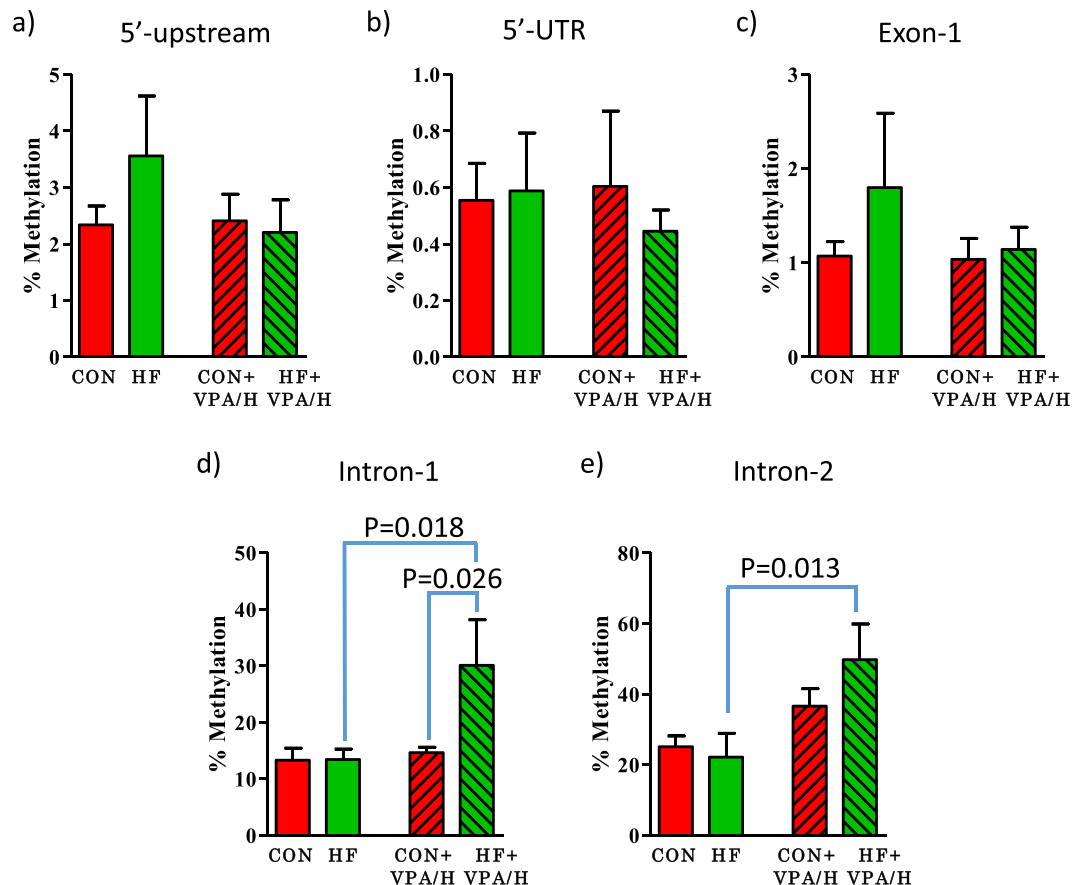 a)
5’-upstream
% Methylation
5
4
3
2
1
0
CON
HF
CON+
VPA/H
HF+
VPA/H
b)
5’-UTR
% Methylation
1.0
0.8
0.6
0.4
0.2
0.0
CON
HF
CON+
VPA/H
HF+
VPA/H
c)
Exon-1
% Methylation
3
2
1
0
CON
HF
CON+
VPA/H
HF+
VPA/H
d)
Intron-1
P=0.018
P=0.026
% Methylation
50
40
30
20
10
0
CON
HF
CON+
VPA/H
HF+
VPA/H
e)
Intron-2
P=0.013
% Methylation
80
60
40
20
0
CON
HF
CON+
VPA/H
HF+
VPA/H